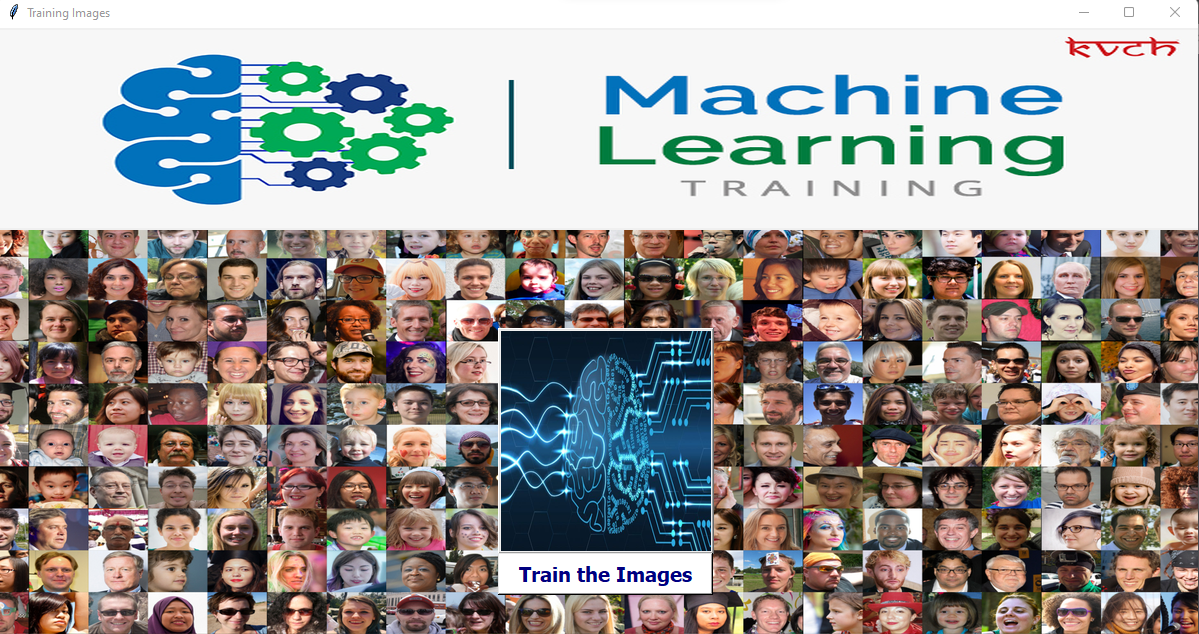 Training Images
kvch
Machine
Learning
TRAINING
Train the Images